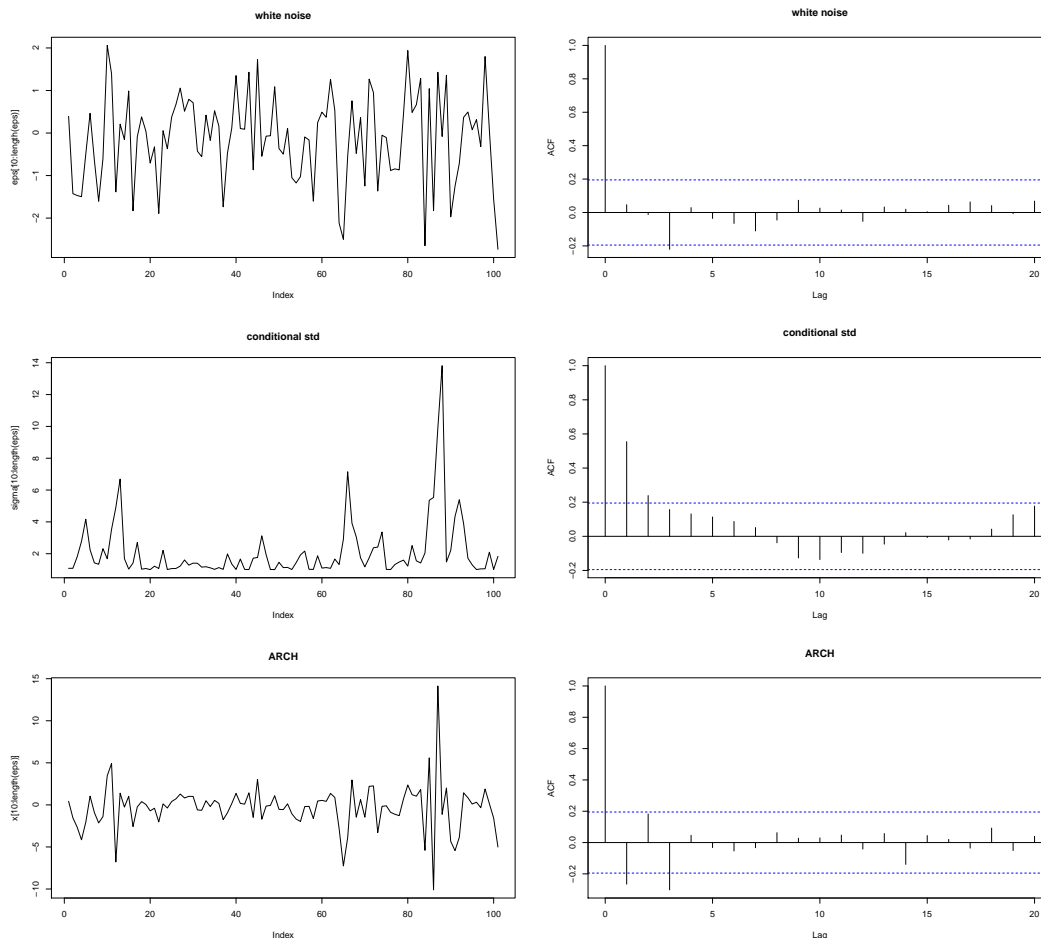 white noise
eps[10:length(eps)]
−2 −1 0 1 2
0 20 40 60 80 100
Index
white noise
ACF
−0.2 0.0 0.2 0.4 0.6 0.8 1.0
0 5 10 15 20
Lag
conditional std
sigma[10:length(eps)]
2 4 6 8 10 12 14
0 20 40 60 80 100
Index
conditional std
ACF
−0.2 0.0 0.2 0.4 0.6 0.8 1.0
0 5 10 15 20
Lag
ARCH
x[10:length(eps)]
−10 −5 0 5 10 15
0 20 40 60 80 100
Index
ARCH
ACF
−0.2 0.0 0.2 0.4 0.6 0.8 1.0
0 5 10 15 20
Lag